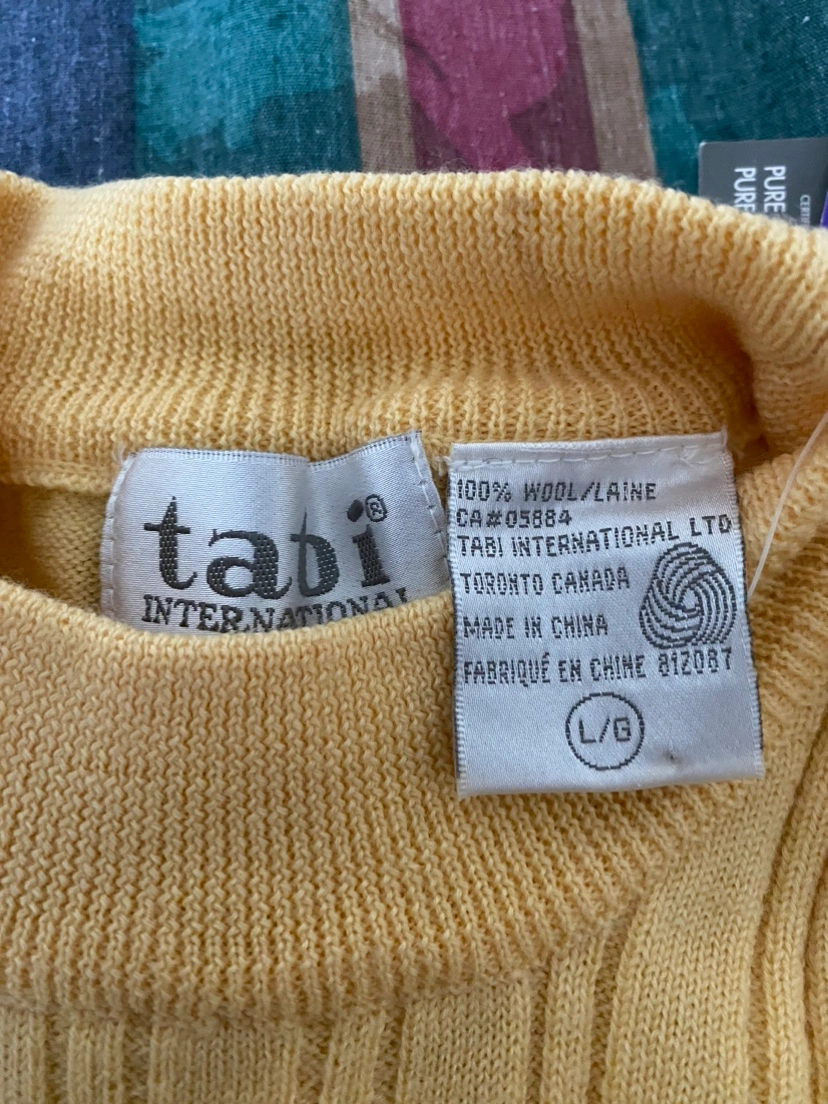 PURE
PURE
tabi®
INTERNATIONAL
100% WOOL/LAINE
CA#05884
TABI INTERNATIONAL LTD
TORONTO CANADA
MADE IN CHINA
FABRIQUÉ EN CHINE 812087
L/G